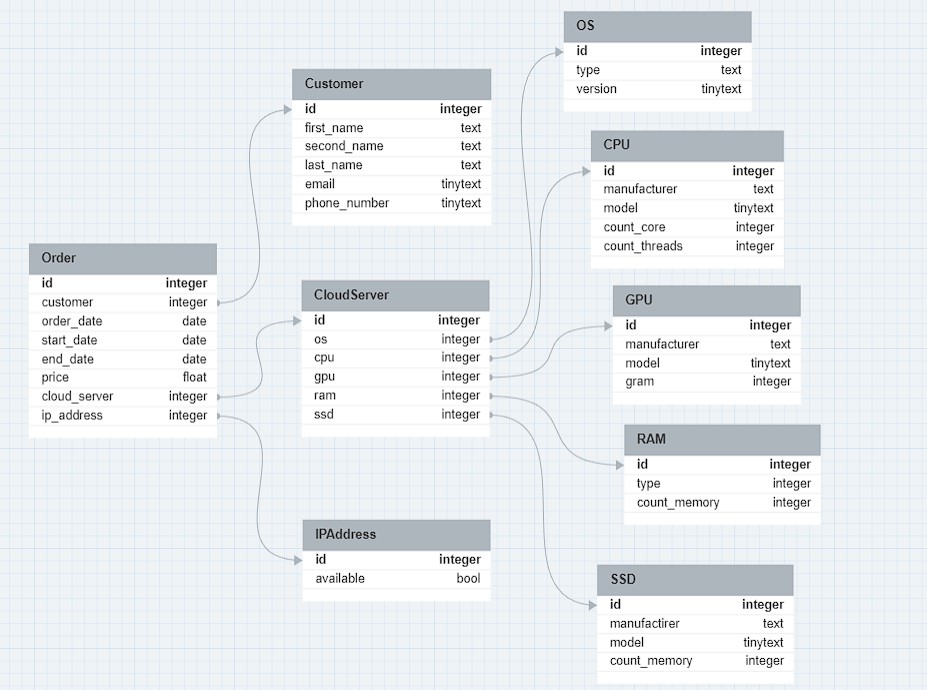 OS
id integer
type text
version tinytext
Customer
id integer
first_name text
second_name text
last_name text
email tinytext
phone_number tinytext
CPU
id integer
manufacturer text
model tinytext
count_core integer
count_threads integer
Order
id integer
customer integer
order_date date
start_date date
end_date date
price float
cloud_server integer
ip_address integer
CloudServer
id integer
os integer
cpu integer
gpu integer
ram integer
ssd integer
GPU
id integer
manufacturer text
model tinytext
gram integer
RAM
id integer
type integer
count_memory integer
IPAddress
id integer
available bool
SSD
id integer
manufactirer text
model tinytext
count_memory integer